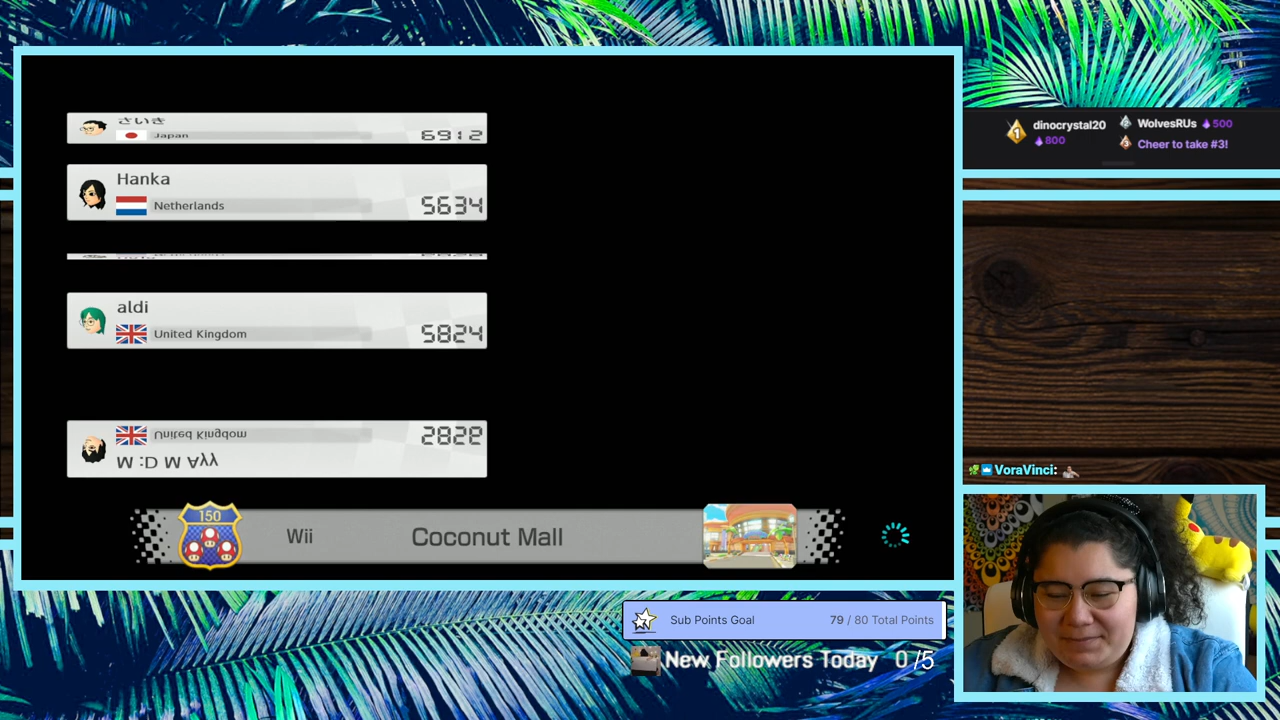 さいき
Japan
6912
Hanka
Netherlands
5634
aldi
United Kingdom
5824
United Kingdom
2828
W :D W Ayy
150
Wii
Coconut Mall
dinocrystal20
800
WolvesRUs 500
Cheer to take #3!
VoraVinci:
Sub Points Goal
79 / 80 Total Points
New Followers Today 0/5